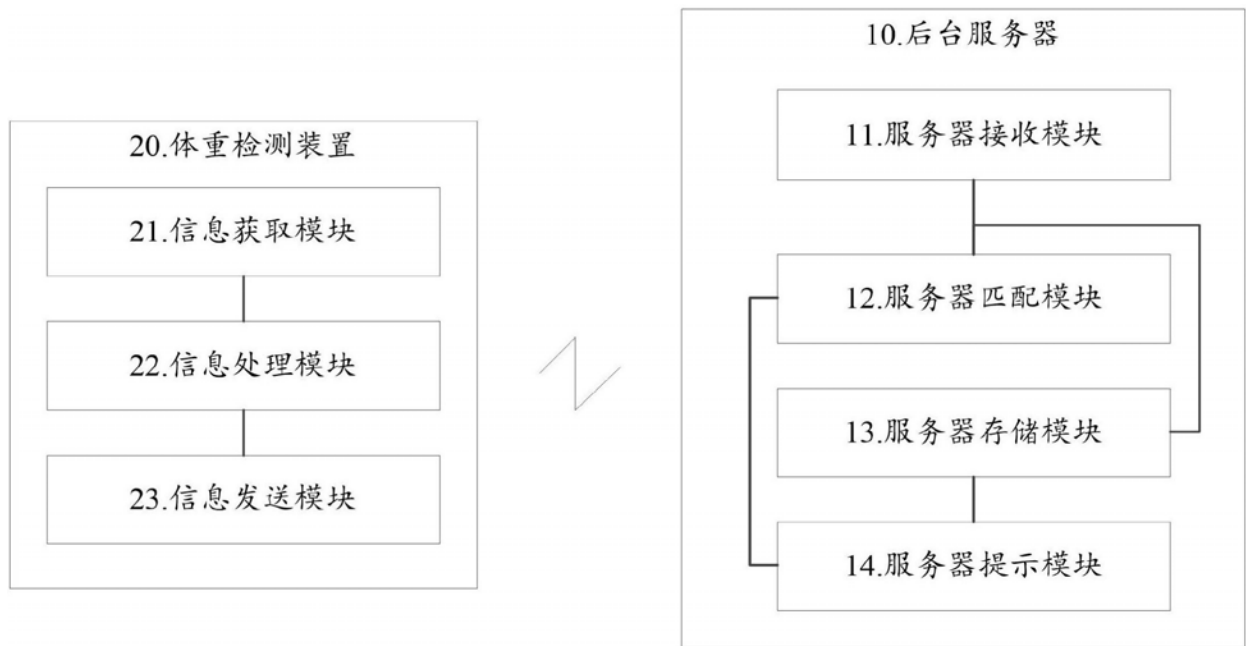 20.体重检测装置
21.信息获取模块
22.信息处理模块
23.信息发送模块
10.后台服务器
11.服务器接收模块
12.服务器匹配模块
13.服务器存储模块
14.服务器提示模块